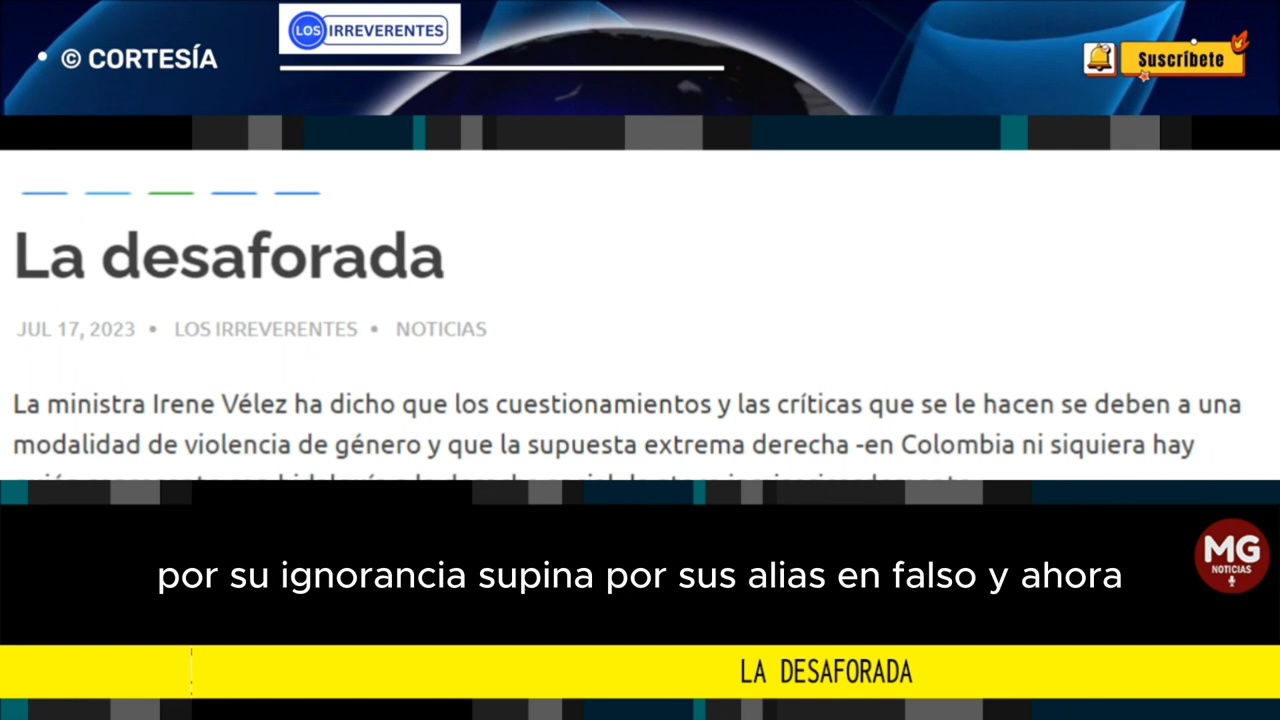 © CORTESÍA
LOS IRREVERENTES
Suscríbete
La desaforada
JUL 17, 2023 • LOS IRREVERENTES • NOTICIAS
La ministra Irene Vélez ha dicho que los cuestionamientos y las críticas que se le hacen se deben a una
modalidad de violencia de género y que la supuesta extrema derecha -en Colombia ni siquiera hay
por su ignorancia supina por sus alias en falso y ahora
MG
NOTICIAS
LA DESAFORADA